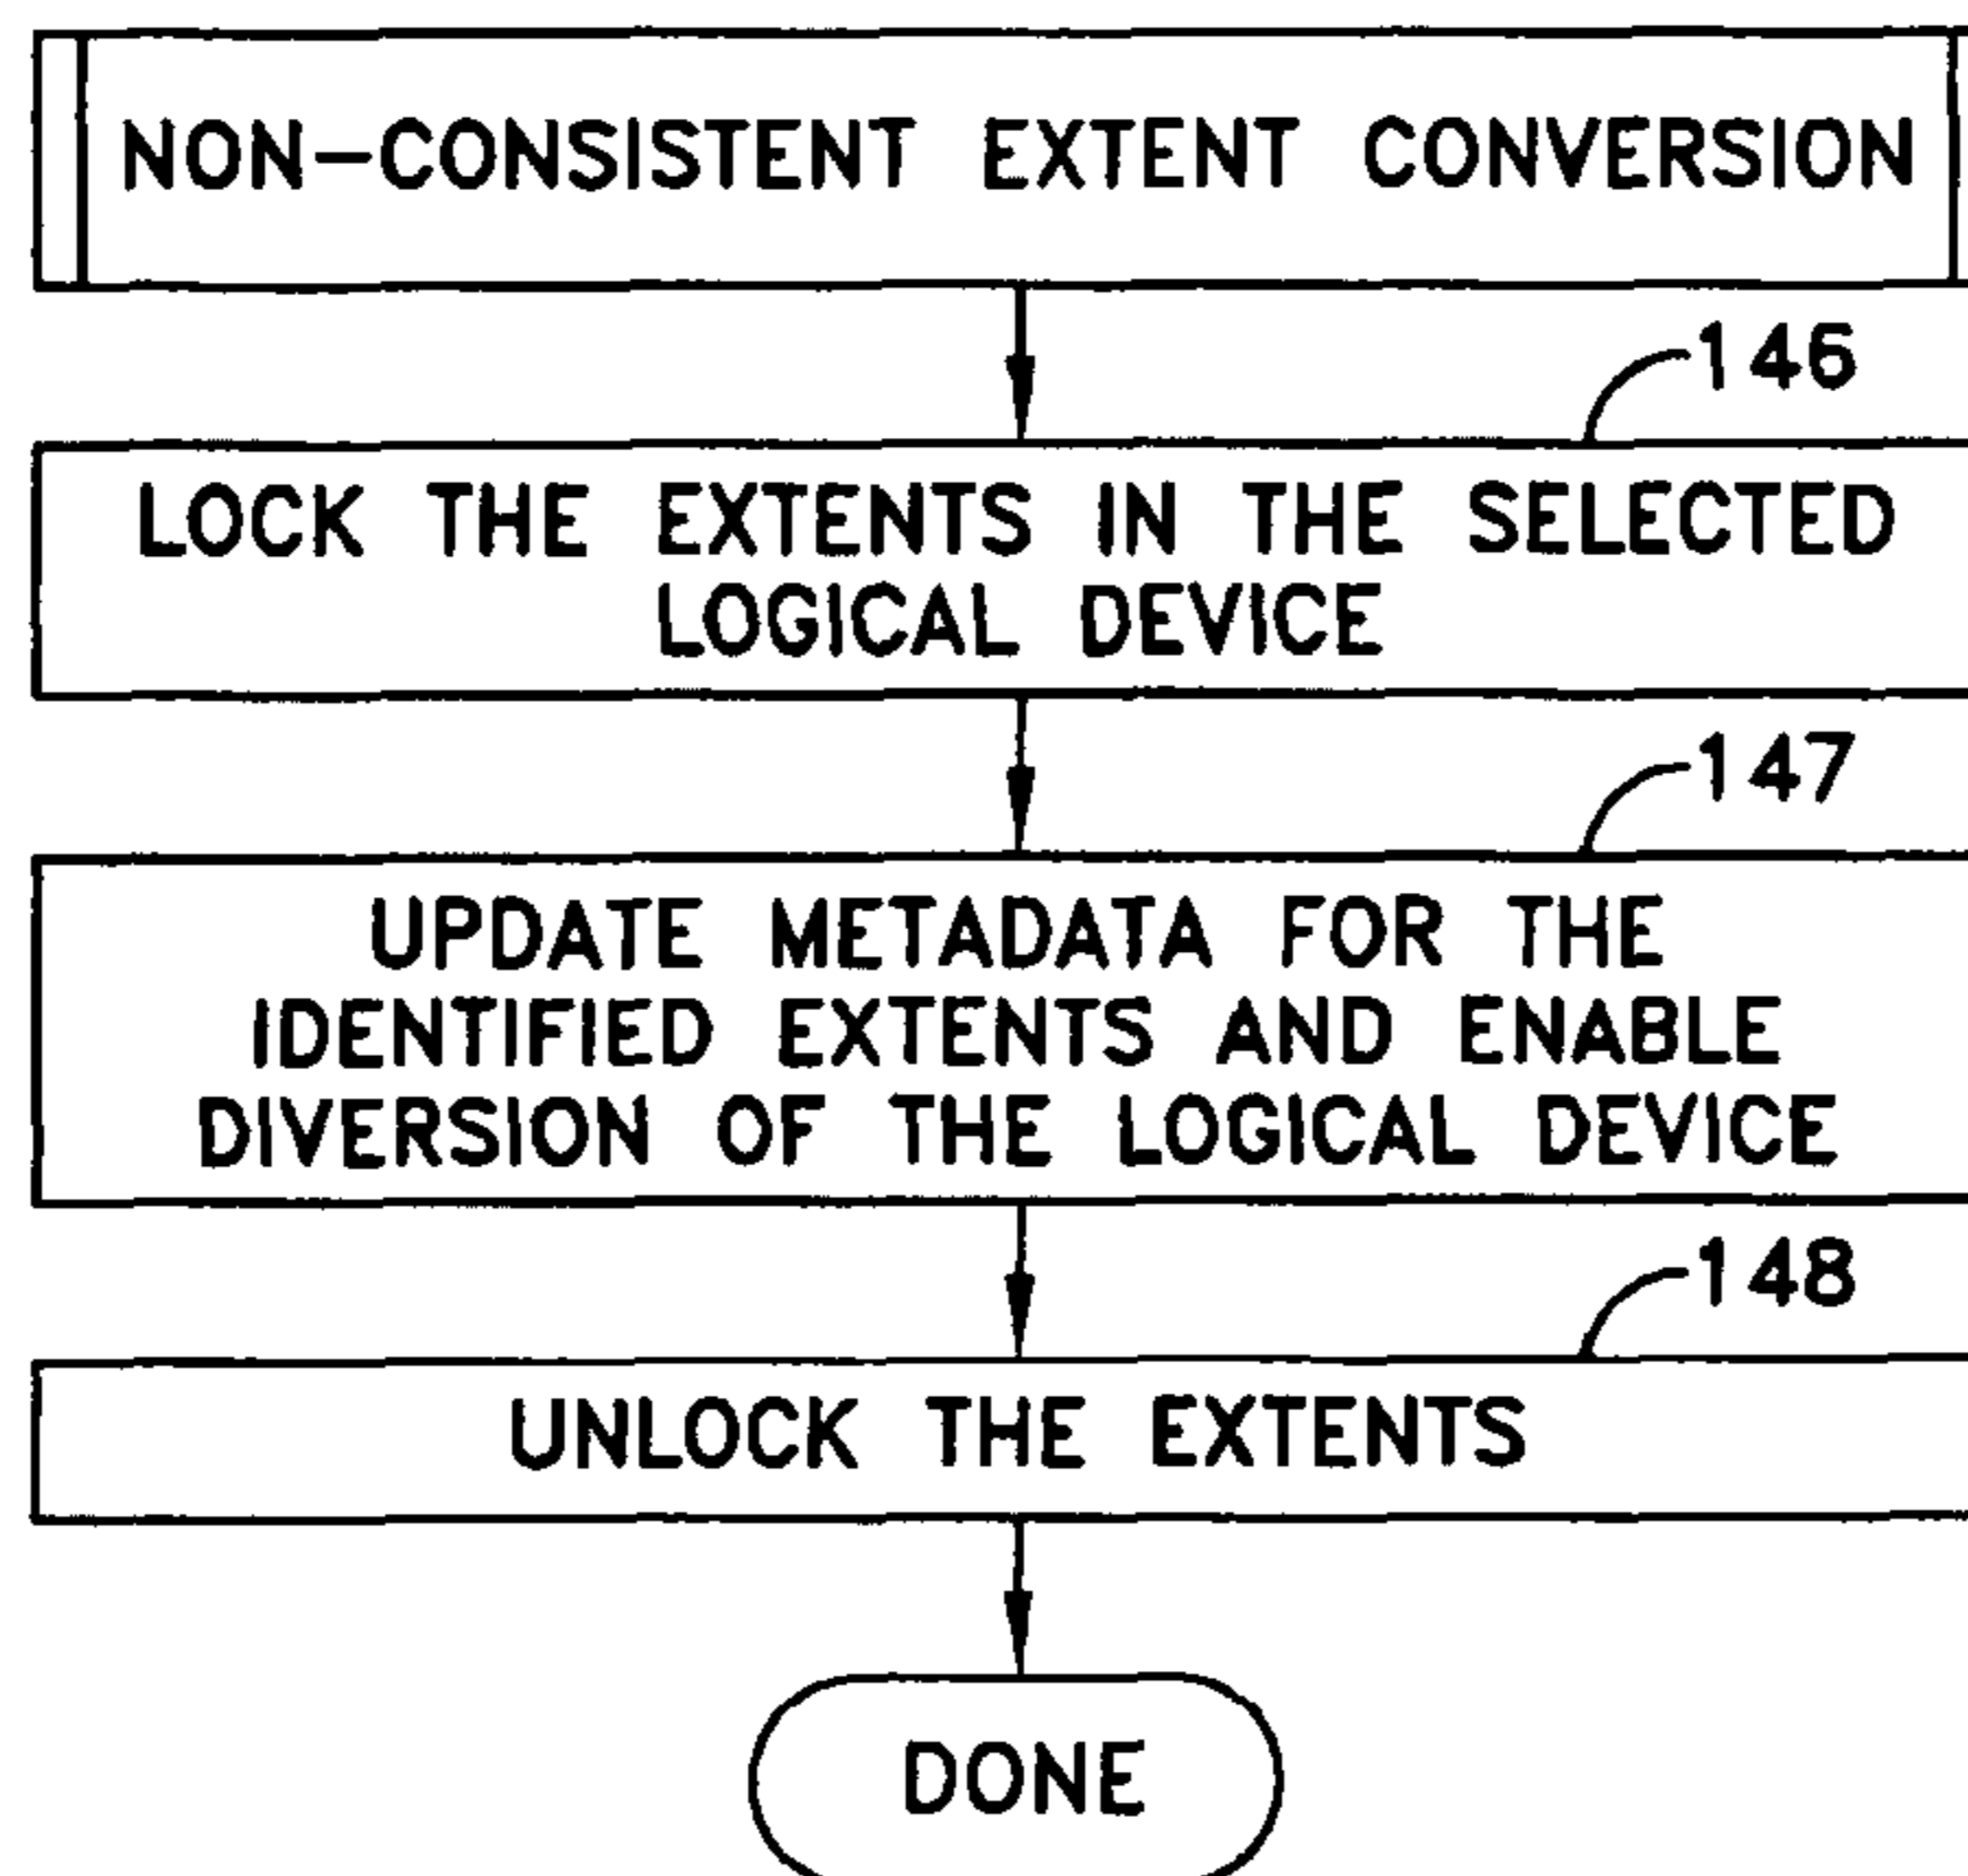 NON-CONSISTENT EXTENT CONVERSION
146
LOCK THE EXTENTS IN THE SELECTED
LOGICAL DEVICE
147
UPDATE METADATA FOR THE
IDENTIFIED EXTENTS AND ENABLE
DIVERSION OF THE LOGICAL DEVICE
148
UNLOCK THE EXTENTS
DONE